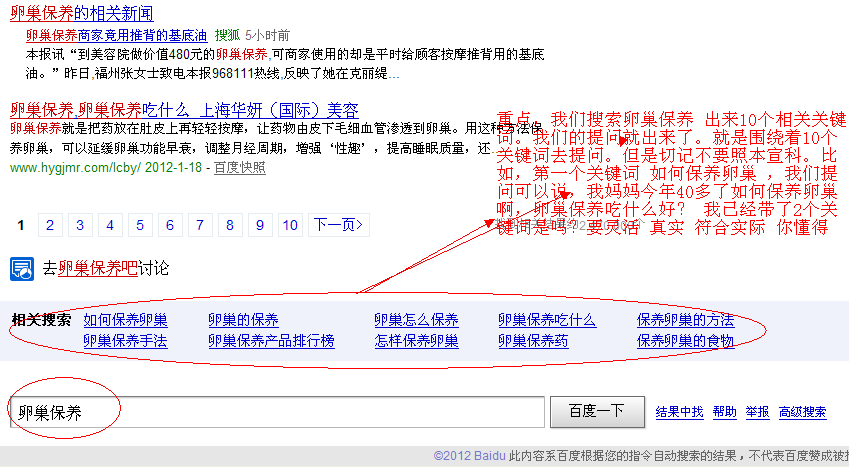 卵巢保养的相关新闻
卵巢保养商家竟用推背的基底油 搜狐 5小时前
本报讯“到美容院做价值480元的卵巢保养,可商家使用的却是平时给顾客按摩推背用的基底
油。”昨日,福州张女士致电本报968111热线,反映了她在克丽缇...
卵巢保养,卵巢保养吃什么 上海华妍（国际）美容
卵巢保养就是把药放在肚皮上再轻轻按摩，让药物由皮下毛细血管渗透到卵巢。用这种方法保
养卵巢，可以延缓卵巢功能早衰，调整月经周期，增强‘性趣’，提高睡眠质量，还
www.hygjmr.com/lcby/ 2012-1-18 - 百度快照
重点，我们搜索卵巢保养 出来10个相关关键
词。我们的提问就出来了。就是围绕着10个
关键词去提问。但是切记不要照本宣科。比
如，第一个关键词 如何保养卵巢 ，我们提
问可以说，我妈妈今年40多了如何保养卵巢
啊，卵巢保养吃什么好？ 我已经带了2个关
键词是吗？要灵活 真实 符合实际 你懂得
1 2 3 4 5 6 7 8 9 10 下一页>
去卵巢保养吧讨论
相关搜索 如何保养卵巢 卵巢的保养 卵巢怎么保养 卵巢保养吃什么 保养卵巢的方法
卵巢保养手法 卵巢保养产品排行榜 怎样保养卵巢 卵巢保养药 保养卵巢的食物
卵巢保养 百度一下 结果中找 帮助 举报 高级搜索
©2012 Baidu 此内容系百度根据您的指令自动搜索的结果，不代表百度赞成被